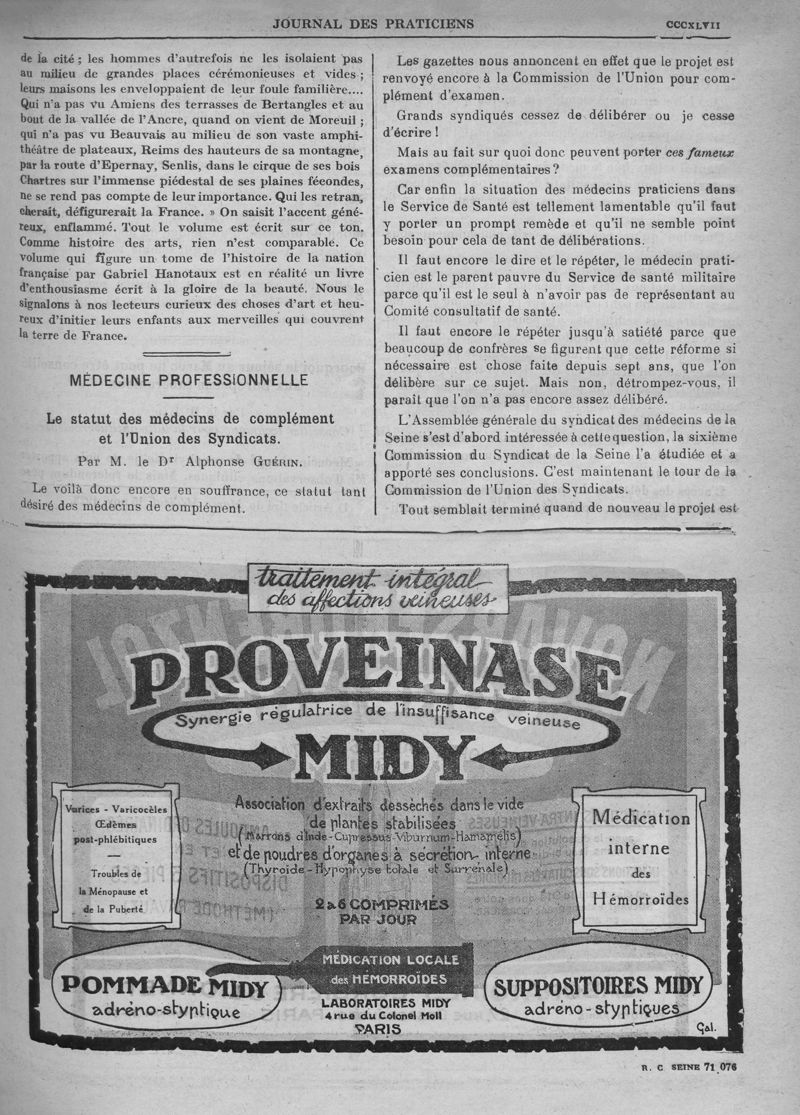 JOURNAL DES PRATICIENS
CCCXLVII
de la cité ; les hommes d'autrefois ne les isolaient pas
au milieu de grandes places cérémonieuses et vides ;
leurs maisons les enveloppaient de leur foule familière....
Qui n'a pas vu Amiens des terrasses de Bertangles et au
bout de la vallée de l'Ancre, quand on vient de Moreuil ;
qui n'a pas vu Beauvais au milieu de son vaste amphi-
théâtre de plateaux, Reims des hauteurs de sa montagne,
par la route d'Epernay, Senlis, dans le cirque de ses bois
Chartres sur l'immense piédestal de ses plaines fécondes,
ne se rend pas compte de leur importance. Qui les retran,
cherait, défigurerait la France. » On saisit l'accent géné-
reux, enflammé. Tout le volume est écrit sur ce ton.
Comme histoire des arts, rien n'est comparable. Ce
volume qui figure un tome de l'histoire de la nation
française par Gabriel Hanotaux est en réalité un livre
d'enthousiasme écrit à la gloire de la beauté. Nous le
signalons à nos lecteurs curieux des choses d'art et heu-
reux d'initier leurs enfants aux merveilles qui couvrent
la terre de France.
MÉDECINE PROFESSIONNELLE
Le statut des médecins de complément
et l'Union des Syndicats.
Par M. le Dr Alphonse GUÉRIN.
Le voilà donc encore en souffrance, ce statut tant
désiré des médecins de complément.
Les gazettes nous annoncent en effet que le projet est
renvoyé encore à la Commission de l'Union pour com-
plément d'examen.
Grands syndiqués cessez de délibérer ou je cesse
d'écrire !
Mais au fait sur quoi donc peuvent porter ces fameux
examens complémentaires ?
Car enfin la situation des médecins praticiens dans
le Service de Santé est tellement lamentable qu'il faut
y porter un prompt remède et qu'il ne semble point
besoin pour cela de tant de délibérations.
Il faut encore le dire et le répéter, le médecin prati-
cien est le parent pauvre du Service de santé militaire
parce qu'il est le seul à n'avoir pas de représentant au
Comité consultatif de santé.
Il faut encore le répéter jusqu'à satiété parce que
beaucoup de confrères se figurent que cette réforme si
nécessaire est chose faite depuis sept ans, que l'on
délibère sur ce sujet. Mais non, détrompez-vous, il
paraît que l'on n'a pas encore assez délibéré.
L'Assemblée générale du syndicat des médecins de la
Seine s'est d'abord intéressée à cette question, la sixième
Commission du Syndicat de la Seine l'a étudiée et a
apporté ses conclusions. C'est maintenant le tour de la
Commission de l'Union des Syndicats.
Tout semblait terminé quand de nouveau le projet est
traitement intégral
des affections veineuses
PROVEINASE
Synergie régulatrice de l'insuffisance veineuse
MIDY
Varices - Varicocèles
Œdèmes
post-phlébitiques
Troubles de
la Ménopause et
de la Puberté
Association d'extraits desséchés dans le vide
de plantes stabilisées
(Marrons d'Inde-Cupressus-Viburnum-Hamamelis)
et de poudres d'organes à sécrétion interne
(Thyroïde-Hypophyse totale et Surrénale)
2 à 6 COMPRIMÉS
PAR JOUR
Médication
interne
des
Hémorroïdes
POMMADE MIDY
adréno-styptique
MÉDICATION LOCALE
des HÉMORROÏDES
LABORATOIRES MIDY
4 rue du Colonel Moll
PARIS
SUPPOSITOIRES MIDY
adréno-styptiques
Gal.
R. C SEINE 71 076